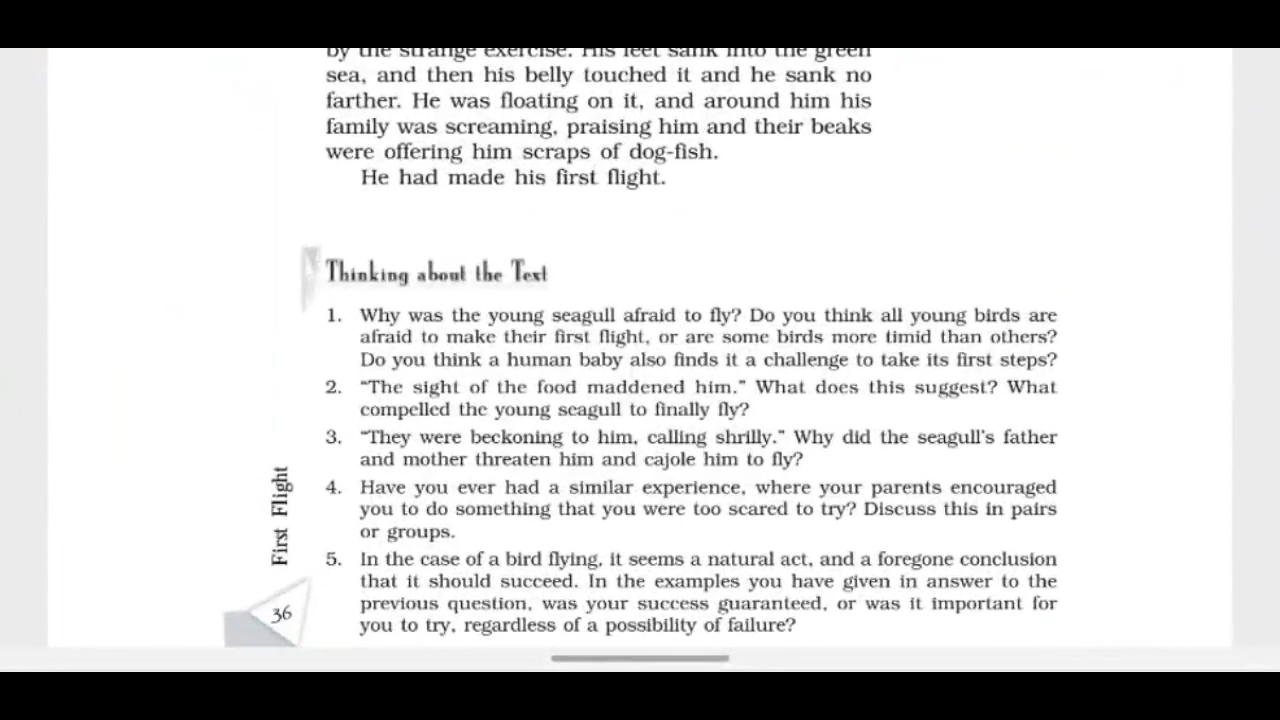 by the strange exercise. His feet sank into the green
sea, and then his belly touched it and he sank no
farther. He was floating on it, and around him his
family was screaming, praising him and their beaks
were offering him scraps of dog-fish.
He had made his first flight.
Thinking about the Text
1. Why was the young seagull afraid to fly? Do you think all young birds are
afraid to make their first flight, or are some birds more timid than others?
Do you think a human baby also finds it a challenge to take its first steps?
2. “The sight of the food maddened him.” What does this suggest? What
compelled the young seagull to finally fly?
3. “They were beckoning to him, calling shrilly.” Why did the seagull's father
and mother threaten him and cajole him to fly?
4. Have you ever had a similar experience, where your parents encouraged
you to do something that you were too scared to try? Discuss this in pairs
or groups.
5. In the case of a bird flying, it seems a natural act, and a foregone conclusion
that it should succeed. In the examples you have given in answer to the
previous question, was your success guaranteed, or was it important for
you to try, regardless of a possibility of failure?
First Flight
36